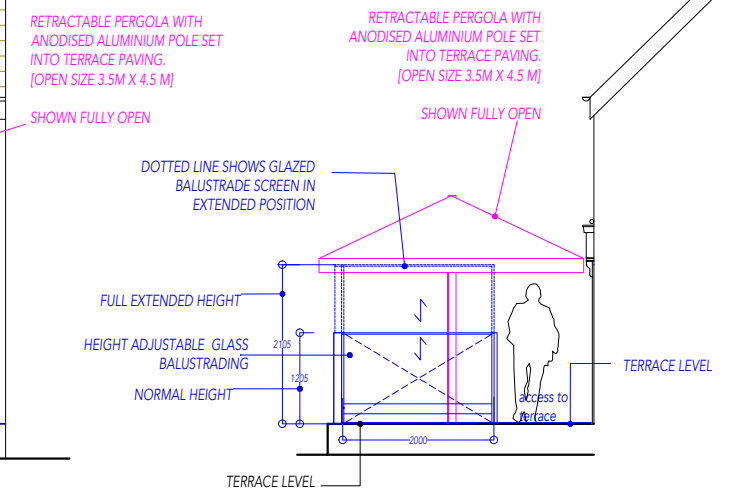 RETRACTABLE PERGOLA WITH
ANODISED ALUMINIUM POLE SET
INTO TERRACE PAVING.
[OPEN SIZE 3.5M X 4.5 M]
SHOWN FULLY OPEN
RETRACTABLE PERGOLA WITH
ANODISED ALUMINIUM POLE SET
INTO TERRACE PAVING.
[OPEN SIZE 3.5M X 4.5 M]
SHOWN FULLY OPEN
DOTTED LINE SHOWS GLAZED
BALUSTRADE SCREEN IN
EXTENDED POSITION
FULL EXTENDED HEIGHT
HEIGHT ADJUSTABLE GLASS
BALUSTRADING
NORMAL HEIGHT
2105
1205
2000
access to
terrace
TERRACE LEVEL
TERRACE LEVEL